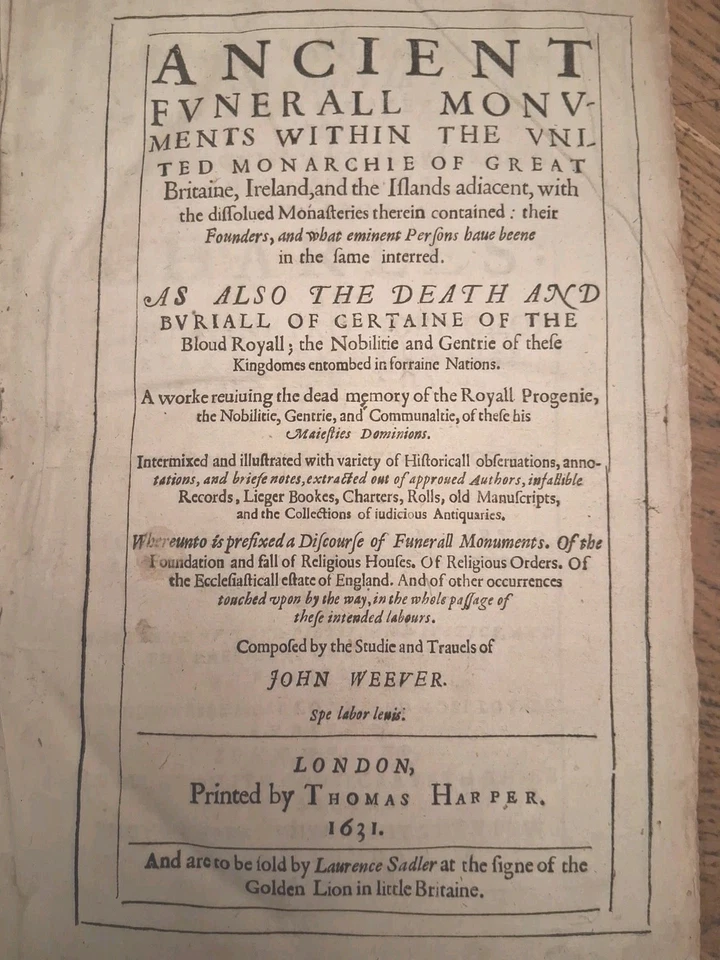 ANCIENT
FVNERALL MONV-
MENTS WITHIN THE VNI-
TED MONARCHIE OF GREAT
Britaine, Ireland, and the Iſlands adiacent, with
the diſſolued Monaſteries therein contained : their
Founders, and what eminent Perſons haue beene
in the ſame interred.
AS ALSO THE DEATH AND
BVRIALL OF CERTAINE OF THE
Bloud Royall ; the Nobilitie and Gentrie of theſe
Kingdomes entombed in forraine Nations.
A worke reuiuing the dead memory of the Royall Progenie,
the Nobilitie, Gentrie, and Communaltie, of theſe his
Maieſties Dominions.
Intermixed and illuſtrated with variety of Hiſtoricall obſeruations, anno-
tations, and briefe notes, extracted out of approued Authors, infallible
Records, Lieger Bookes, Charters, Rolls, old Manuſcripts,
and the Collections of iudicious Antiquaries.
Whereunto is prefixed a Diſcourſe of Funerall Monuments. Of the
Foundation and fall of Religious Houſes. Of Religious Orders. Of
the Eccleſiaſticall eſtate of England. And of other occurrences
touched vpon by the way, in the whole paſſage of
theſe intended labours.
Compoſed by the Studie and Trauels of
JOHN WEEVER.
Spe labor leuis.
LONDON,
Printed by THOMAS HARPER.
1631.
And are to be ſold by Laurence Sadler at the ſigne of the
Golden Lion in little Britaine.